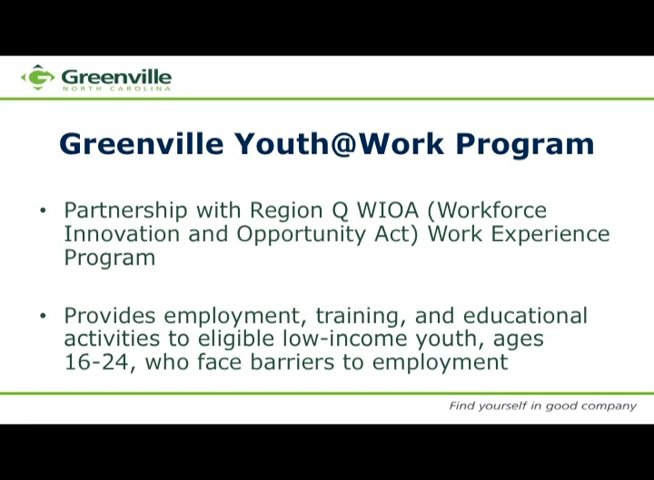 Greenville
NORTH CAROLINA
Greenville Youth@Work Program
• Partnership with Region Q WIOA (Workforce
Innovation and Opportunity Act) Work Experience
Program
• Provides employment, training, and educational
activities to eligible low-income youth, ages
16-24, who face barriers to employment
Find yourself in good company